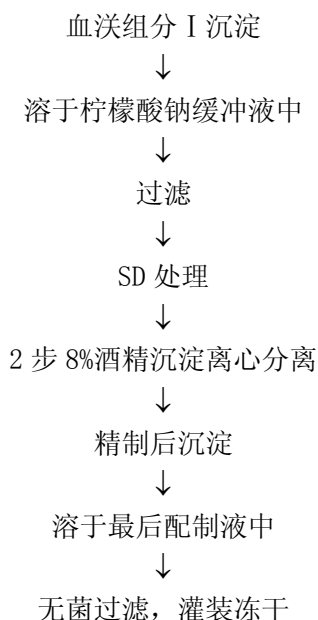 血渶组分Ⅰ沉淀
↓
溶于柠檬酸钠缓冲液中
↓
过滤
↓
SD 处理
↓
2 步 8%酒精沉淀离心分离
↓
精制后沉淀
↓
溶于最后配制液中
↓
无菌过滤，灌装冻干